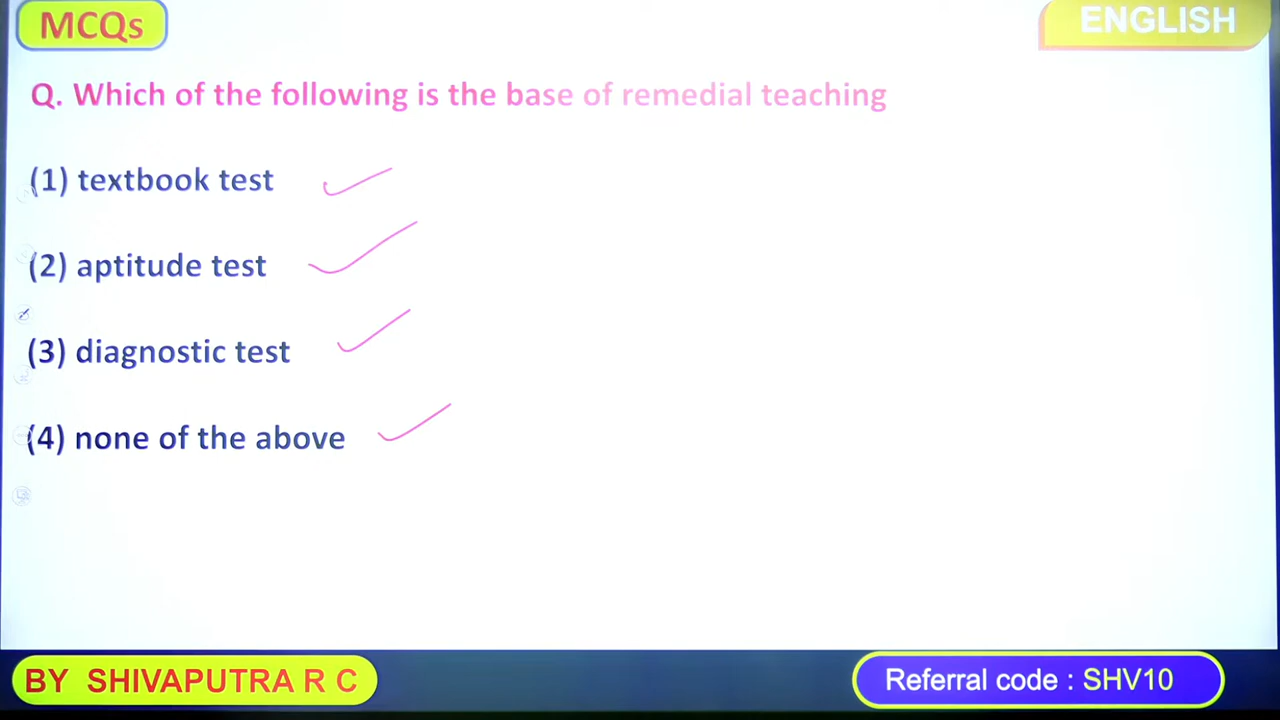 MCQs
ENGLISH
Q. Which of the following is the base of remedial teaching
(1) textbook test
(2) aptitude test
(3) diagnostic test
(4) none of the above
BY SHIVAPUTRA R C
Referral code : SHV10